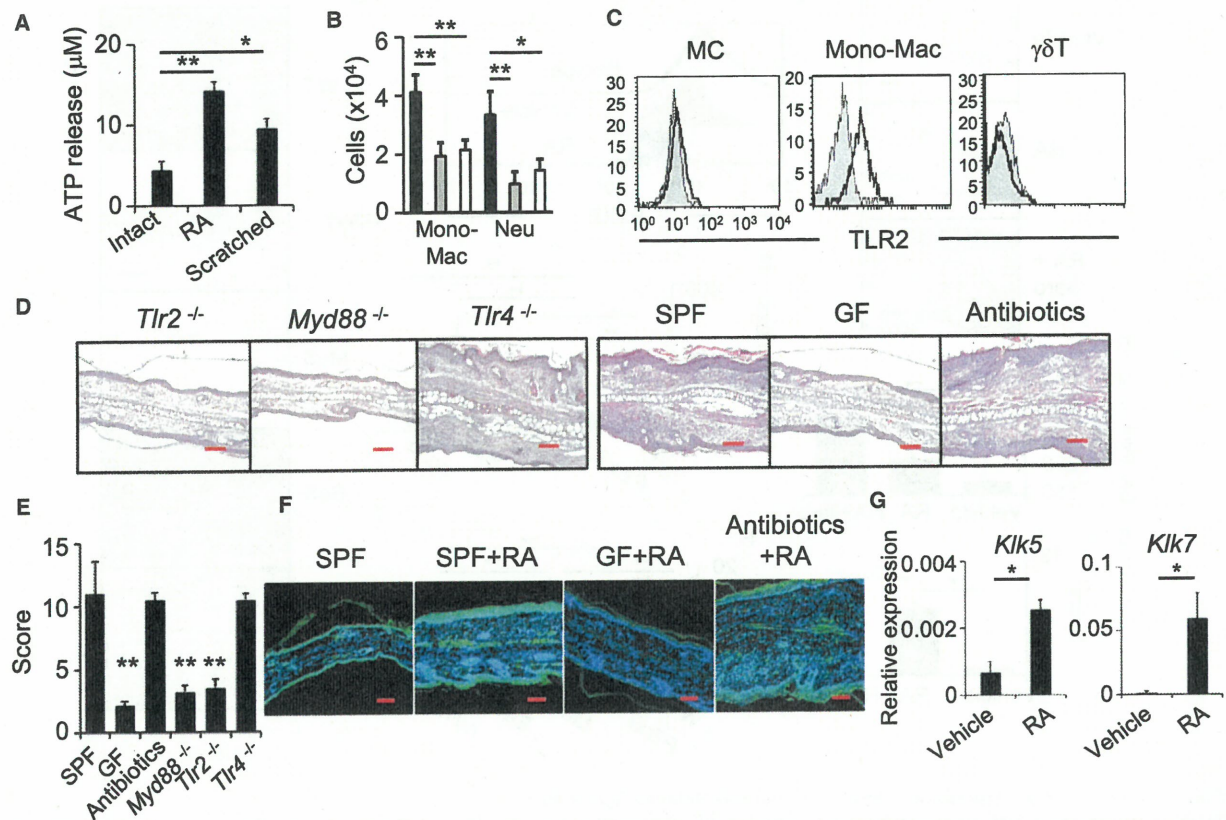 A
ATP release (μM)
20
10
0
**
*
Intact
RA
Scratched
B
Cells (x10⁴)
6
4
2
0
**
**
*
**
Mono-
Mac
Neu
C
MC
Mono-Mac
γδT
30
25
20
15
10
5
0
20
15
10
5
0
30
25
20
15
10
5
0
10⁰ 10¹ 10² 10³ 10⁴
TLR2
D
Tlr2 -/-
Myd88 -/-
Tlr4 -/-
SPF
GF
Antibiotics
E
Score
15
10
5
0
**
** **
SPF
GF
Antibiotics
Myd88 -/-
Tlr2 -/-
Tlr4 -/-
F
SPF
SPF+RA
GF+RA
Antibiotics
+RA
G
Relative expression
Klk5
0.004
0.002
0
*
Vehicle
RA
Klk7
0.1
0.05
0
*
Vehicle
RA